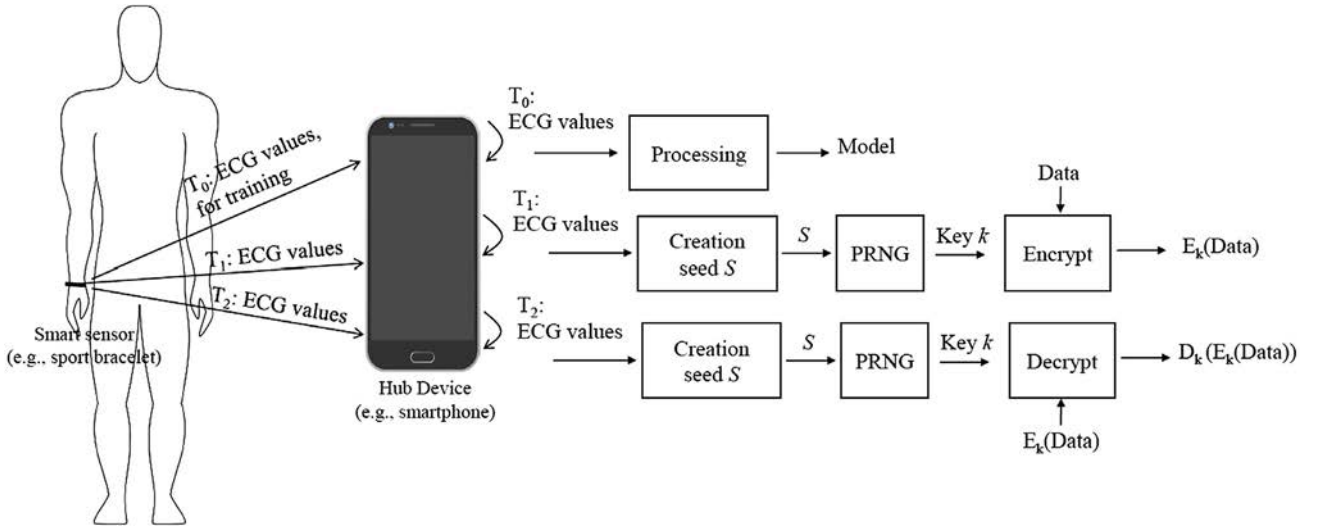 T₀: ECG values,
for training
T₁: ECG values
T₂: ECG values
Smart sensor
(e.g., sport bracelet)
Hub Device
(e.g., smartphone)
T₀:
ECG values
Processing
Model
T₁:
ECG values
Creation
seed S
S
PRNG
Key k
Data
Encrypt
Eₖ(Data)
T₂:
ECG values
Creation
seed S
S
PRNG
Key k
Decrypt
Dₖ(Eₖ(Data))
Eₖ(Data)